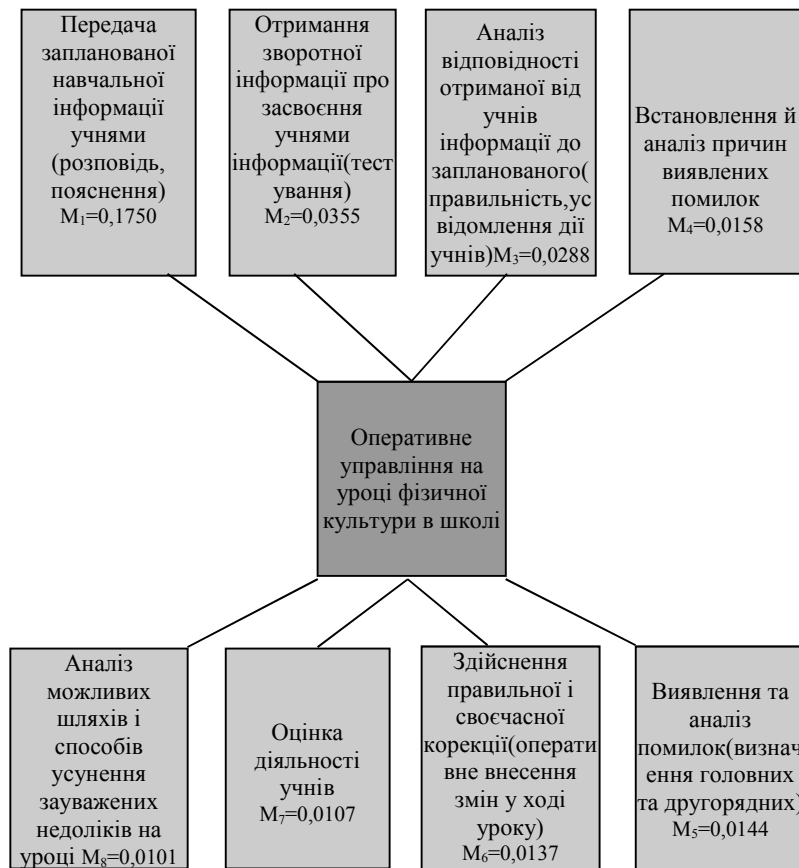 Передача
запланованої
навчальної
інформації
учнями
(розповідь,
пояснення)
M₁=0,1750
Отримання
зворотної
інформації про
засвоєння
учнями
інформації(тест
ування)
M₂=0,0355
Аналіз
відповідності
отриманої від
учнів
інформації до
запланованого(
правильність,ус
відомлення дії
учнів)M₃=0,0288
Встановлення й
аналіз причин
виявлених
помилок
M₄=0,0158
Оперативне
управління на
уроці фізичної
культури в школі
Аналіз
можливих
шляхів і
способів
усунення
зауважених
недоліків на
уроці M₈=0,0101
Оцінка
діяльності
учнів
M₇=0,0107
Здійснення
правильної і
своєчасної
корекції(операти
вне внесення
змін у ході
уроку)
M₆=0,0137
Виявлення та
аналіз
помилок(визнач
ення головних
та другорядних)
M₅=0,0144